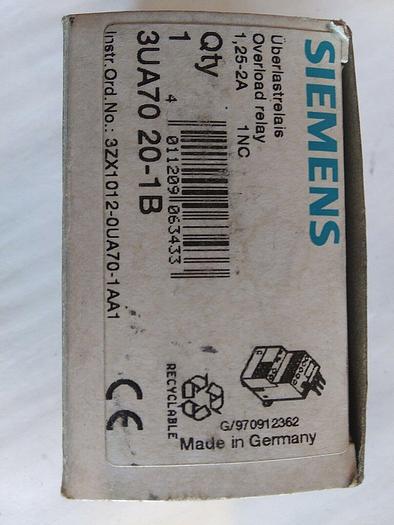 SIEMENS
Überlastrelais
Overload relay
1,25-2A 1NC
Qty
1
4 011209 063433
3UA70 20-1B
Instr.Ord.No.: 3ZX1012-0UA70-1AA1
RECYCLABLE
G/970912362
Made in Germany
CE